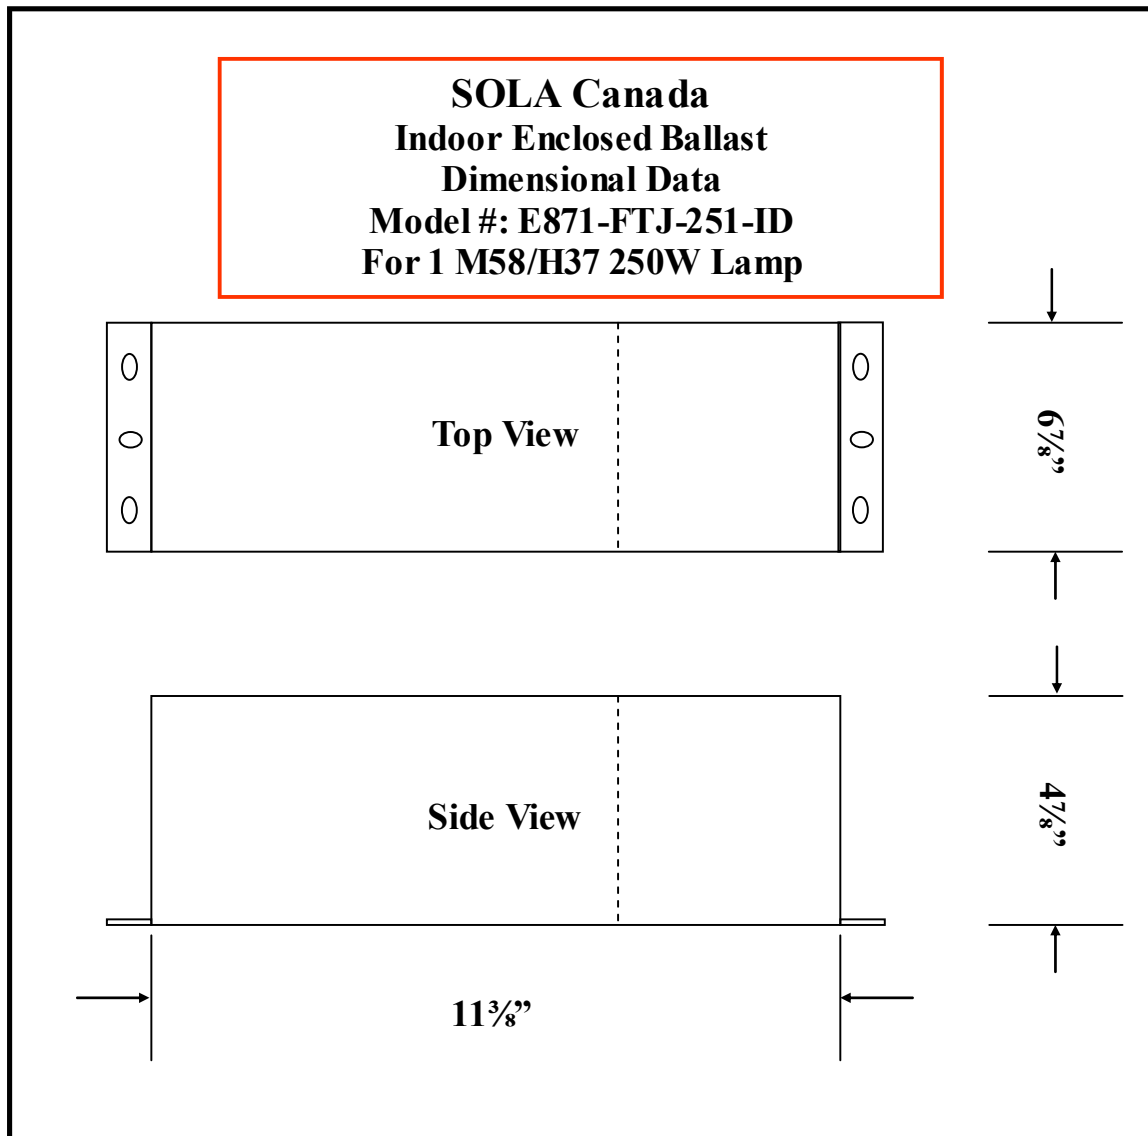 SOLA Canada
Indoor Enclosed Ballast
Dimensional Data
Model #: E871-FTJ-251-ID
For 1 M58/H37 250W Lamp
Top View
6⅞”
Side View
4⅞”
11⅜”